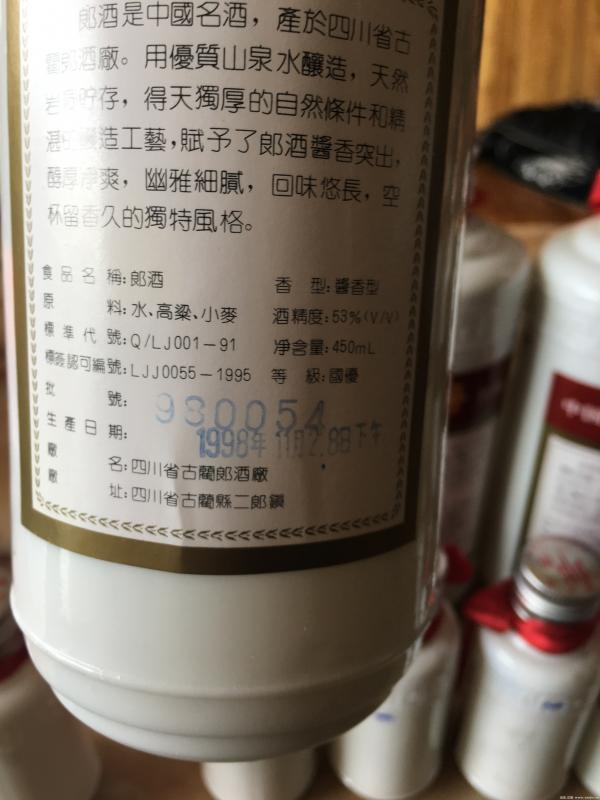 郎酒是中國名酒，產於四川省古
藺郎酒廠。用優質山泉水釀造，天然
岩 貯存，得天獨厚的自然條件和精
湛的釀造工藝，賦予了郎酒醬香突出，
醇厚凈爽，幽雅細膩，回味悠長，空
杯留香久的獨特風格。
食品名稱:郎酒 香型:醬香型
原料:水、高粱、小麥 酒精度:53%(V/V)
標準代號:Q/LJ001-91 淨含量:450mL
標簽認可編號:LJJ0055-1995 等級:國優
批號: 980054
生產日期: 1998年11月2.8日下午
廠名:四川省古藺郎酒廠
廠址:四川省古藺縣二郎鎮
中國